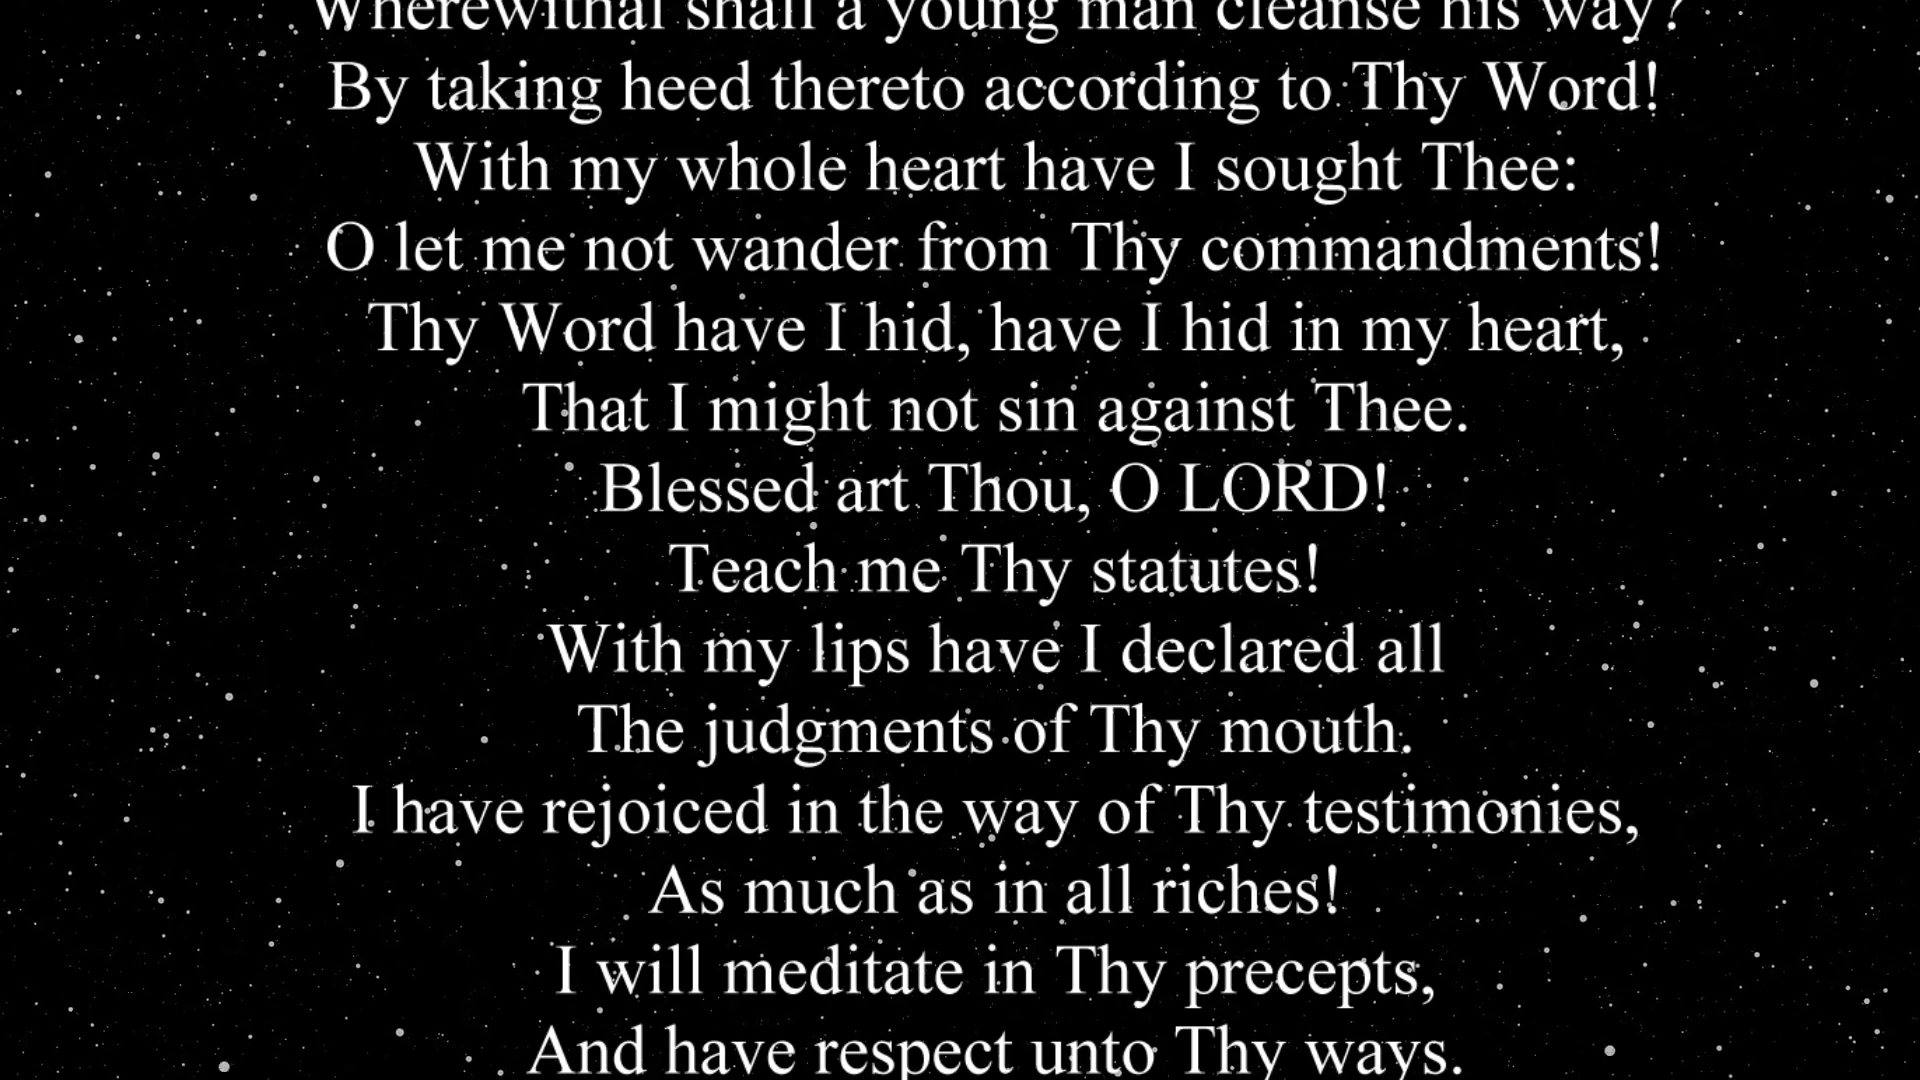 Wherewithal shall a young man cleanse his way?
By taking heed thereto according to Thy Word!
With my whole heart have I sought Thee:
O let me not wander from Thy commandments!
Thy Word have I hid, have I hid in my heart,
That I might not sin against Thee.
Blessed art Thou, O LORD!
Teach me Thy statutes!
With my lips have I declared all
The judgments of Thy mouth.
I have rejoiced in the way of Thy testimonies,
As much as in all riches!
I will meditate in Thy precepts,
And have respect unto Thy ways.